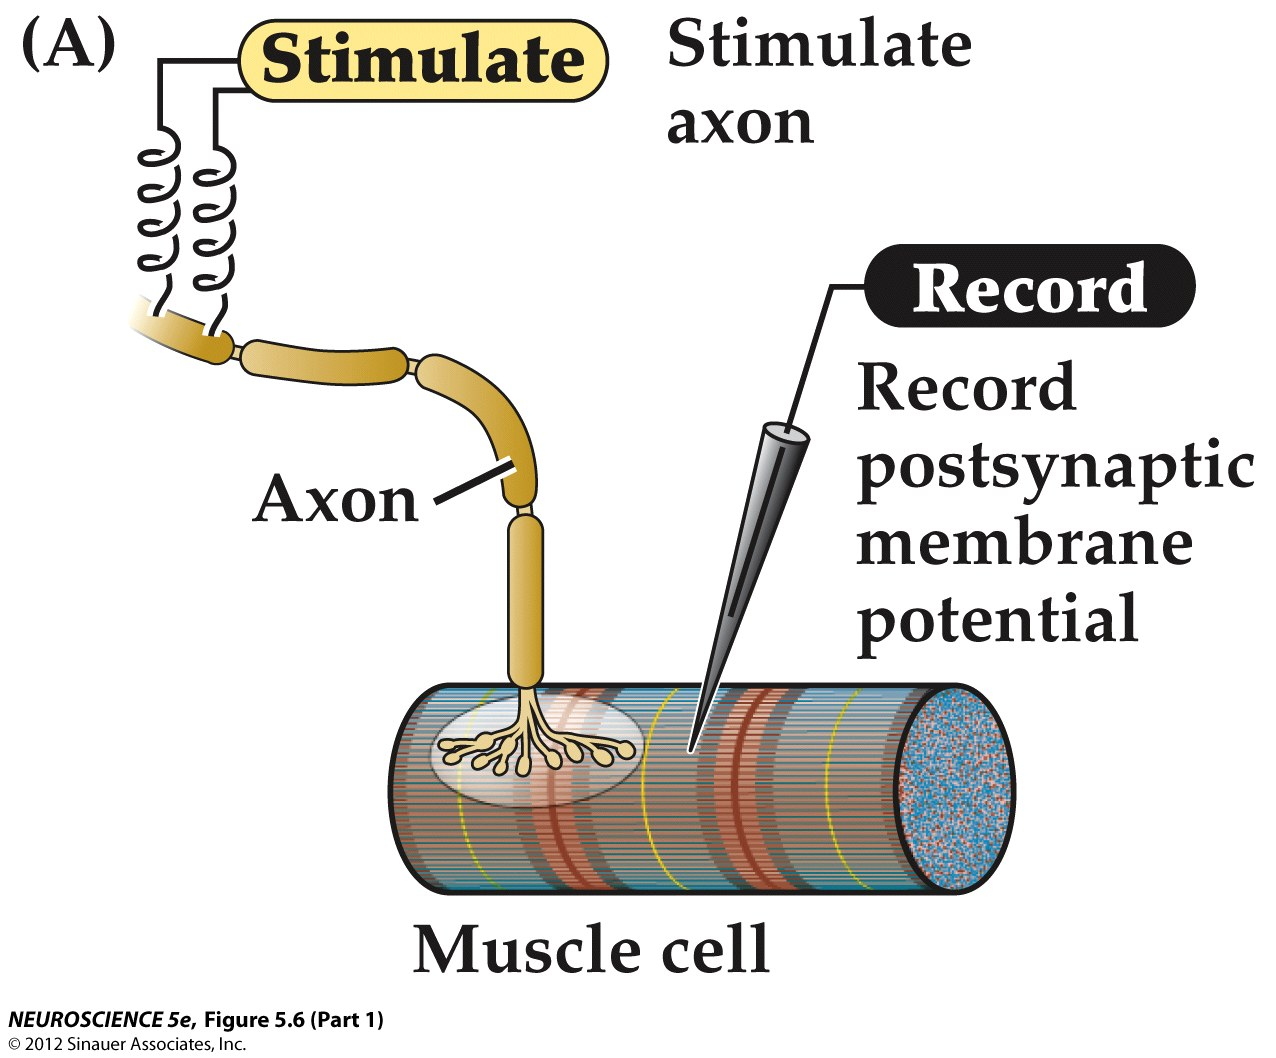 (A)
Stimulate
Stimulate
axon
Record
Record
postsynaptic
membrane
potential
Axon
Muscle cell
NEUROSCIENCE 5e, Figure 5.6 (Part 1)
© 2012 Sinauer Associates, Inc.